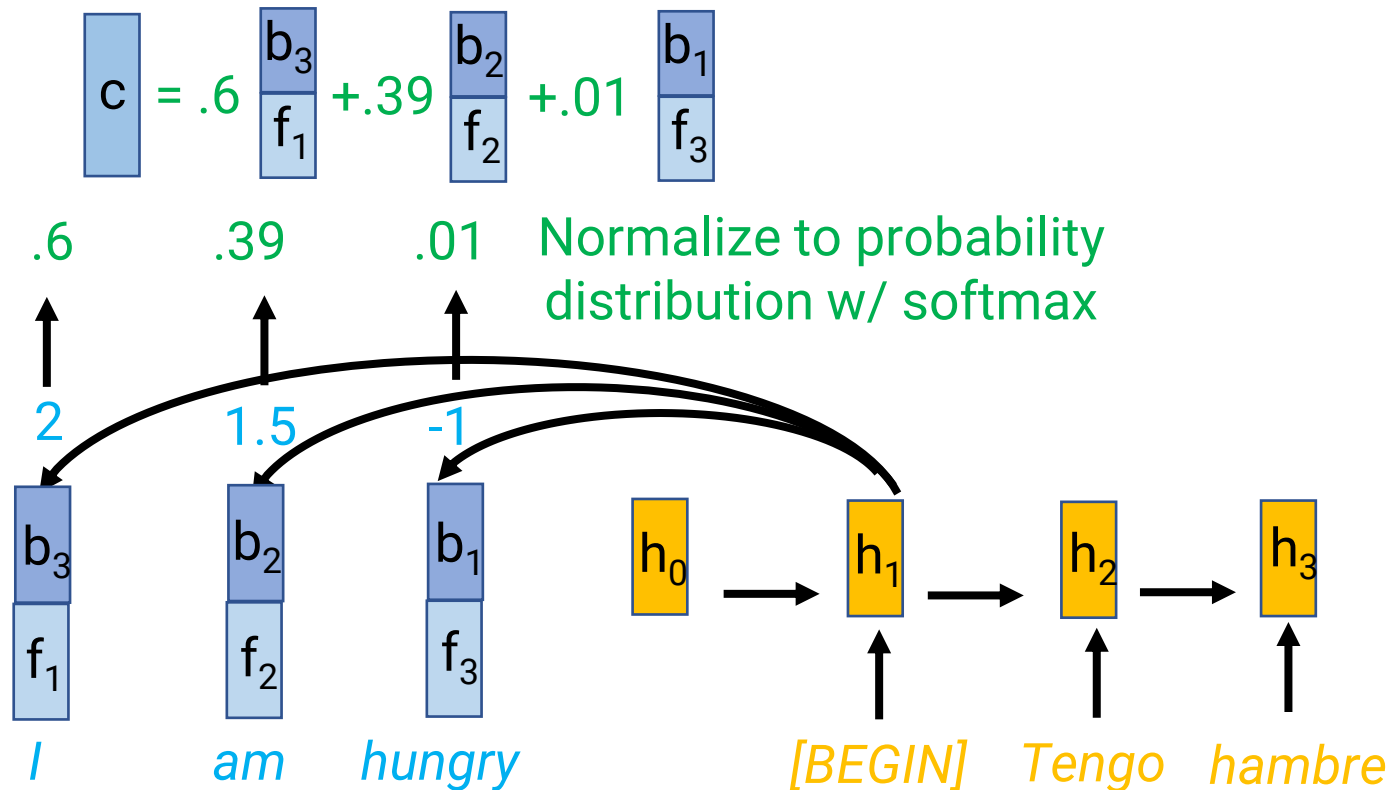 c = .6 b₃ f₁ +.39 b₂ f₂ +.01 b₁ f₃
.6 .39 .01 Normalize to probability
distribution w/ softmax
2 1.5 -1
b₃ b₂ b₁ h₀ h₁ h₂ h₃
f₁ f₂ f₃
I am hungry [BEGIN] Tengo hambre